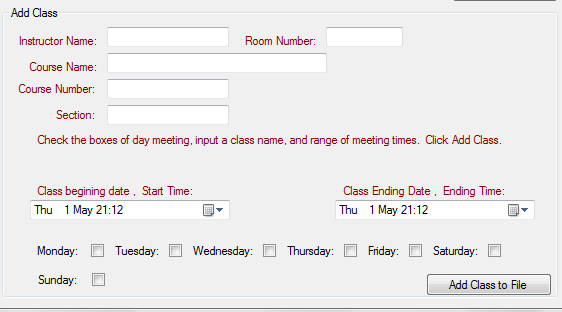 Add Class
Instructor Name: Room Number:
Course Name:
Course Number:
Section:
Check the boxes of day meeting, input a class name, and range of meeting times. Click Add Class.
Class begining date , Start Time: Class Ending Date , Ending Time:
Thu 1 May 21:12 Thu 1 May 21:12
Monday: Tuesday: Wednesday: Thursday: Friday: Saturday:
Sunday: Add Class to File